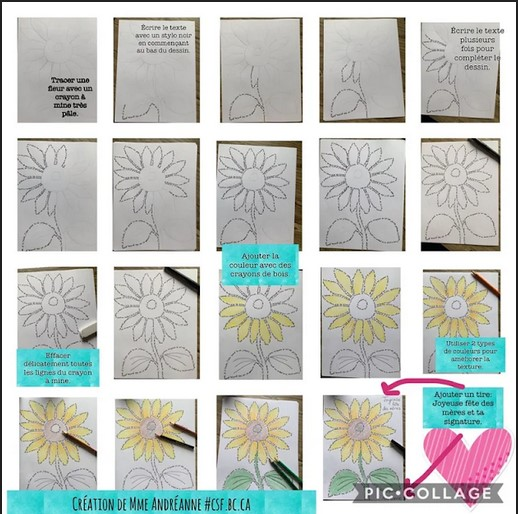 Tracer une
fleur avec un
crayon à
mine très
pâle.
Écrire le texte
avec un stylo noir
en commençant
au bas du dessin.
Écrire le texte
plusieurs
fois pour
compléter le
dessin.
Ajouter la
couleur avec des
crayons de bois
Effacer
délicatement toutes
les lignes du crayon
à mine.
Utiliser 2 types
de couleurs pour
améliorer la
texture.
Ajouter un tire:
Joyeuse fête des
mères et ta
signature.
CRÉATION DE MME ANDRÉANNE #CSF.BC.CA
PIC•COLLAGE